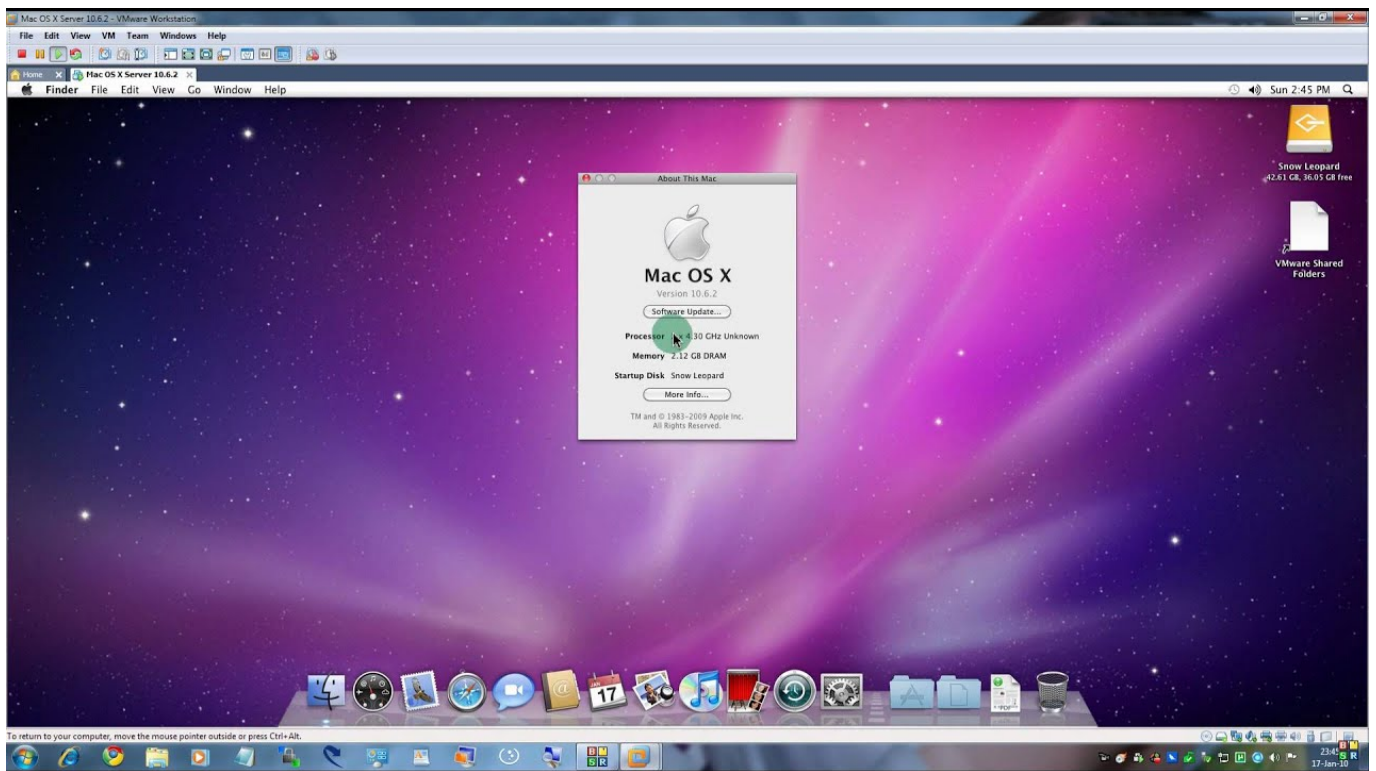 Mac OS X Server 10.6.2 - VMware Workstation
File Edit View VM Team Windows Help
Home Mac OS X Server 10.6.2
Finder File Edit View Go Window Help Sun 2:45 PM
Snow Leopard
42.61 GB, 36.05 GB free
VMware Shared
Folders
About This Mac
Mac OS X
Version 10.6.2
Software Update...
Processor x 4.30 GHz Unknown
Memory 2.12 GB DRAM
Startup Disk Snow Leopard
More Info...
TM and © 1983-2009 Apple Inc.
All Rights Reserved.
JAN
17
PDF
To return to your computer, move the mouse pointer outside or press Ctrl+Alt.
B M
S R
23:45
17-Jan-10